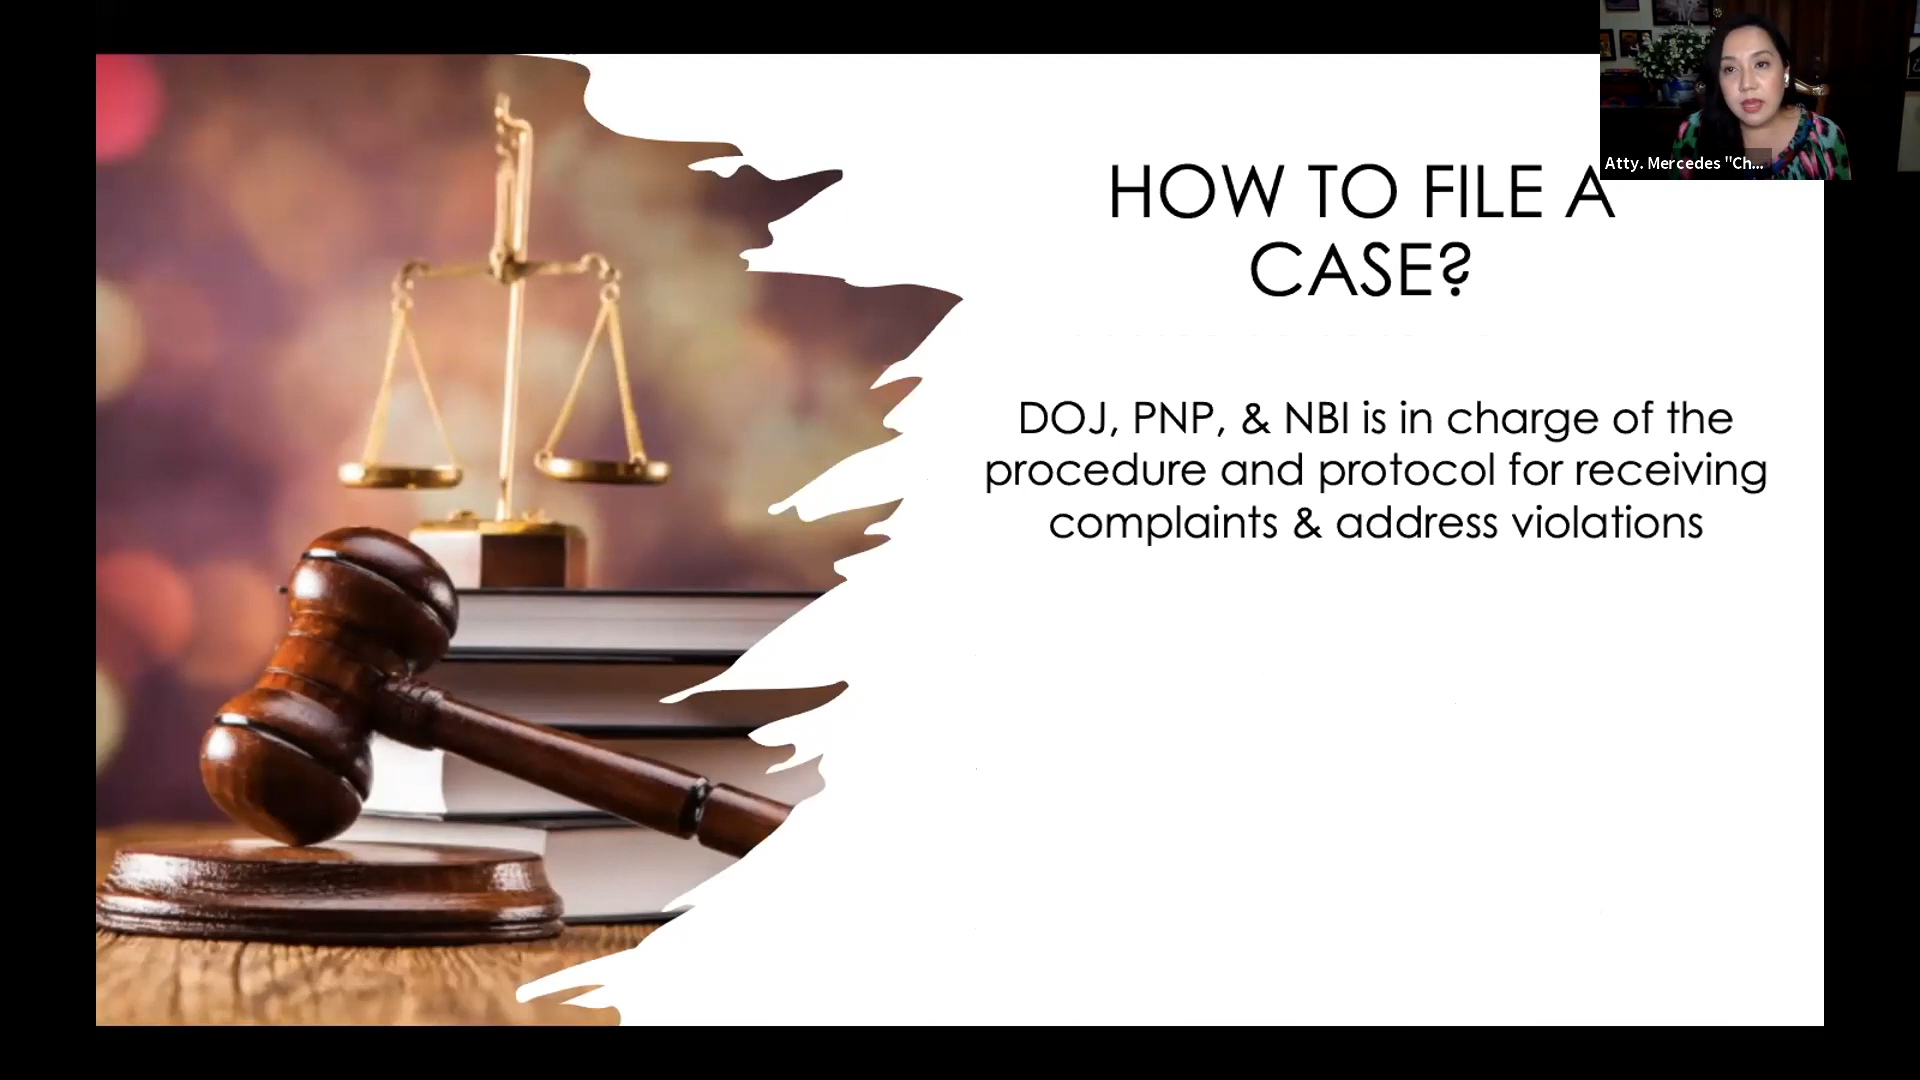 Atty. Mercedes "Ch...
HOW TO FILE A
CASE?
DOJ, PNP, & NBI is in charge of the
procedure and protocol for receiving
complaints & address violations